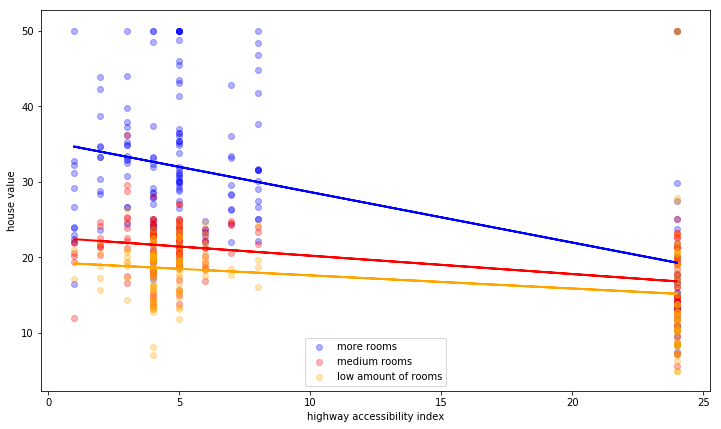 50
40
30
20
10
house value
more rooms
medium rooms
low amount of rooms
0 5 10 15 20 25
highway accessibility index